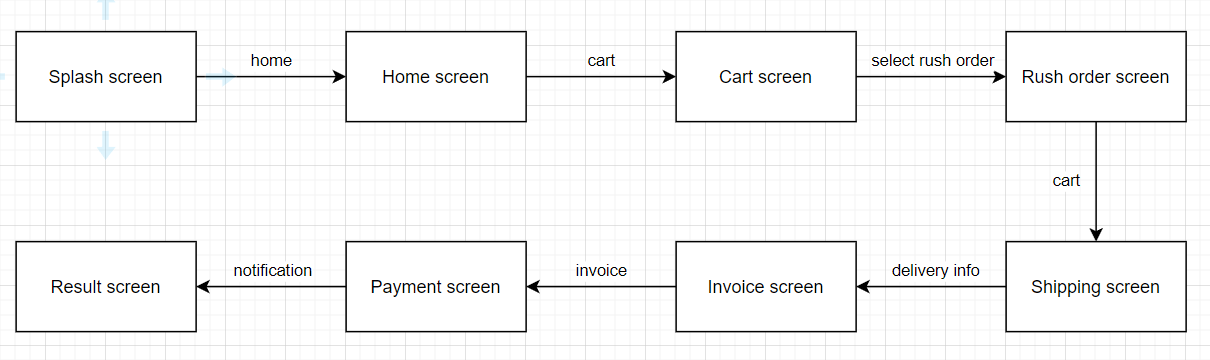 Splash screen
home
Home screen
cart
Cart screen
select rush order
Rush order screen
cart
Shipping screen
delivery info
Invoice screen
invoice
Payment screen
notification
Result screen